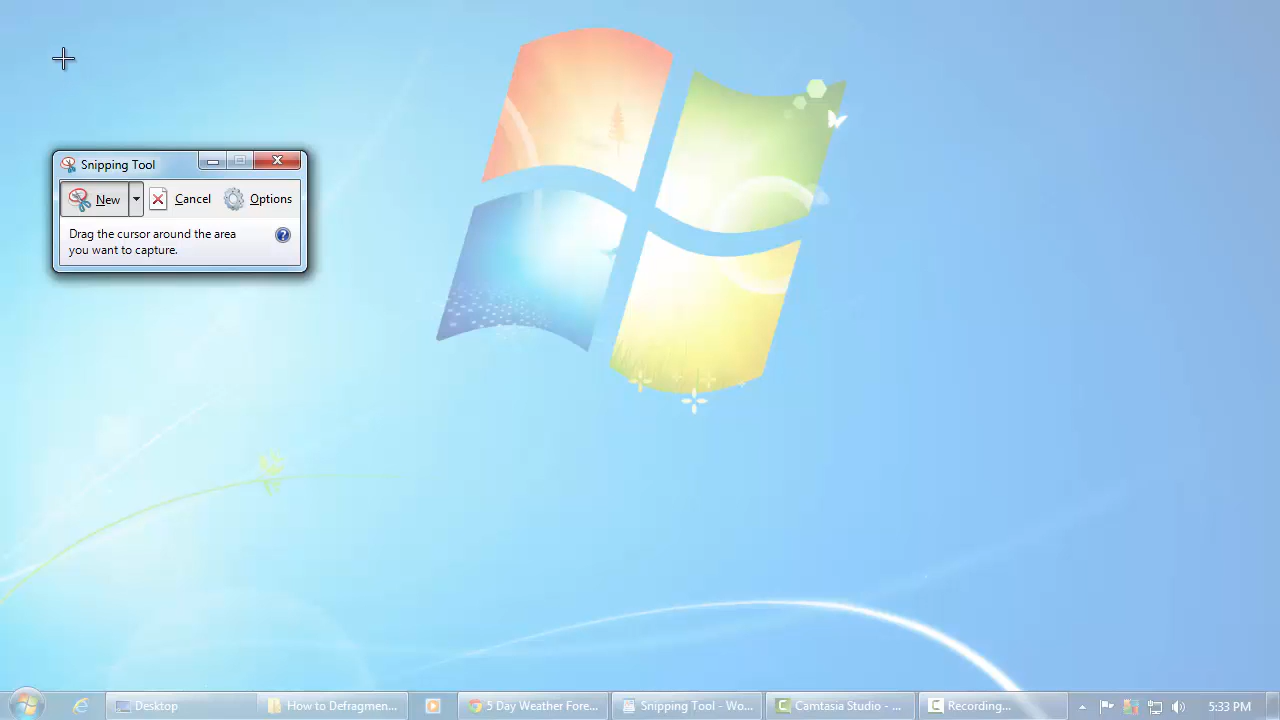 Snipping Tool
New
Cancel
Options
Drag the cursor around the area
you want to capture.
Desktop
How to Defragmen...
5 Day Weather Fore...
Snipping Tool - Wo...
Camtasia Studio - ...
Recording...
5:33 PM